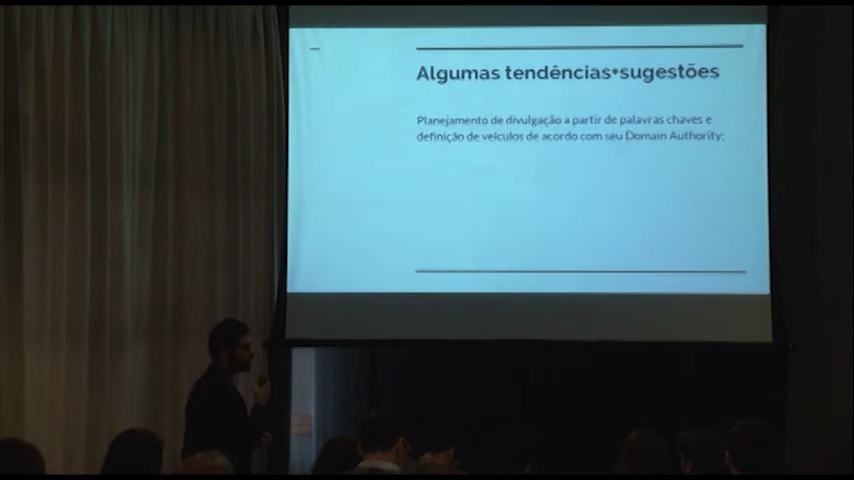 Algumas tendências+sugestões
Planejamento de divulgação a partir de palavras chaves e
definição de veículos de acordo com seu Domain Authority;